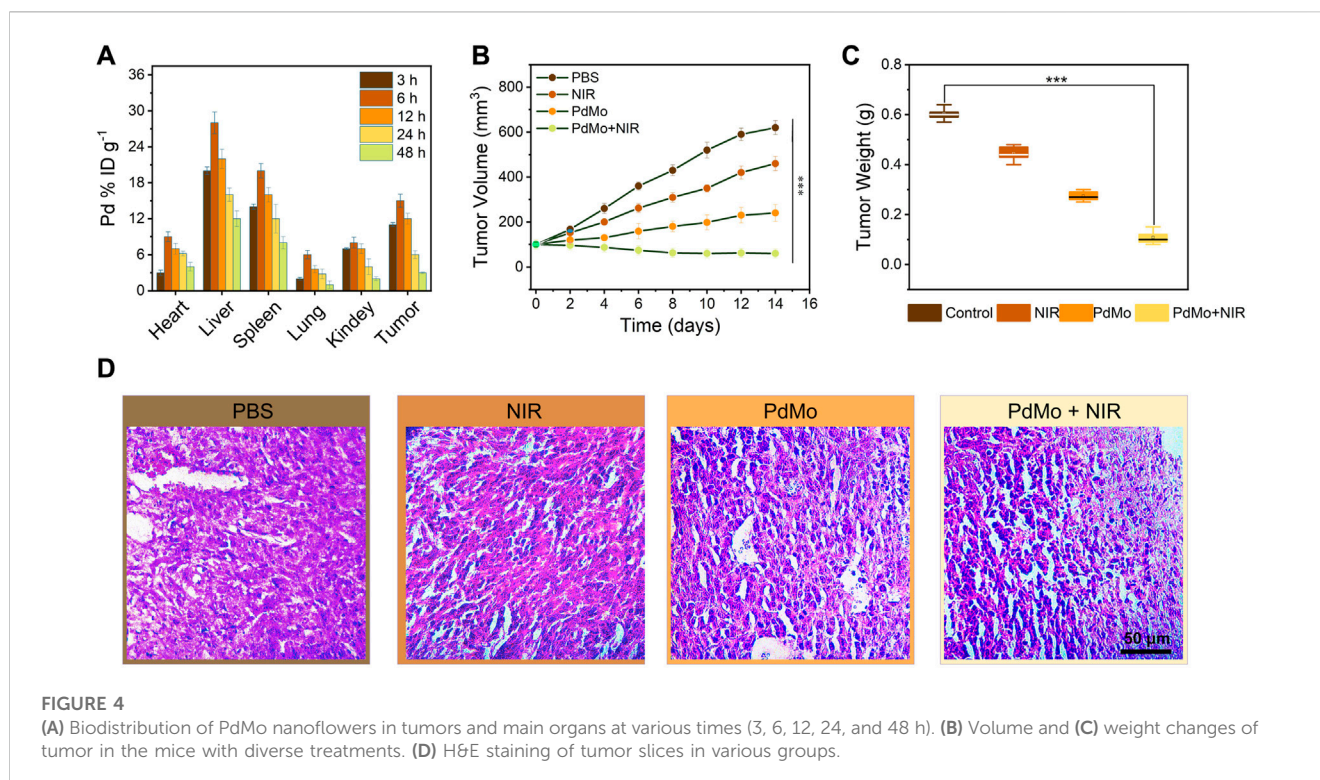 A
Pd % ID g⁻¹
36
30
24
18
12
6
0
3 h
6 h
12 h
24 h
48 h
Heart
Liver
Spleen
Lung
Kindey
Tumor
B
Tumor Volume (mm³)
800
600
400
200
0
PBS
NIR
PdMo
PdMo+NIR
***
0 2 4 6 8 10 12 14 16
Time (days)
C
Tumor Weight (g)
0.8
0.6
0.4
0.2
0.0
***
Control NIR PdMo PdMo+NIR
D
PBS
NIR
PdMo
PdMo + NIR
50 μm
FIGURE 4
(A) Biodistribution of PdMo nanoflowers in tumors and main organs at various times (3, 6, 12, 24, and 48 h). (B) Volume and (C) weight changes of
tumor in the mice with diverse treatments. (D) H&E staining of tumor slices in various groups.